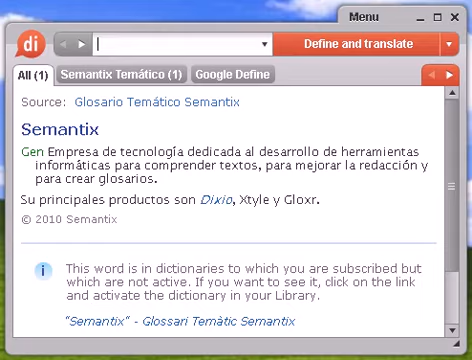 Menu
di
Define and translate
All (1)
Semantix Temático (1)
Google Define
Source: Glosario Temático Semantix
Semantix
Gen Empresa de tecnología dedicada al desarrollo de herramientas
informáticas para comprender textos, para mejorar la redacción y
para crear glosarios.
Su principales productos son Dixio, Xtyle y Gloxr.
© 2010 Semantix
i
This word is in dictionaries to which you are subscribed but
which are not active. If you want to see it, click on the link
and activate the dictionary in your Library.
"Semantix" - Glossari Temàtic Semantix